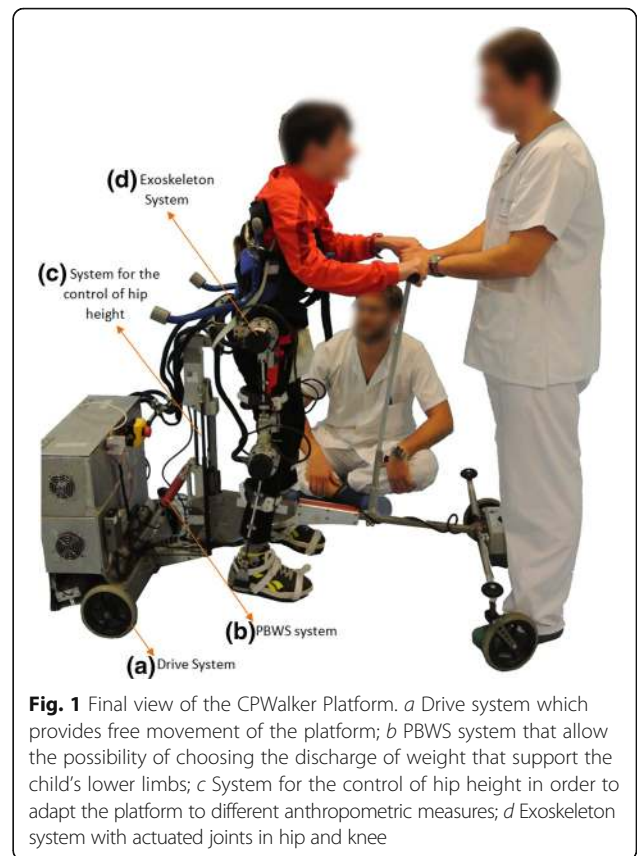 (d) Exoskeleton
System
(c) System for the
control of hip
height
(b) PBWS system
(a) Drive System
Fig. 1 Final view of the CPWalker Platform. a Drive system which
provides free movement of the platform; b PBWS system that allow
the possibility of choosing the discharge of weight that support the
child's lower limbs; c System for the control of hip height in order to
adapt the platform to different anthropometric measures; d Exoskeleton
system with actuated joints in hip and knee